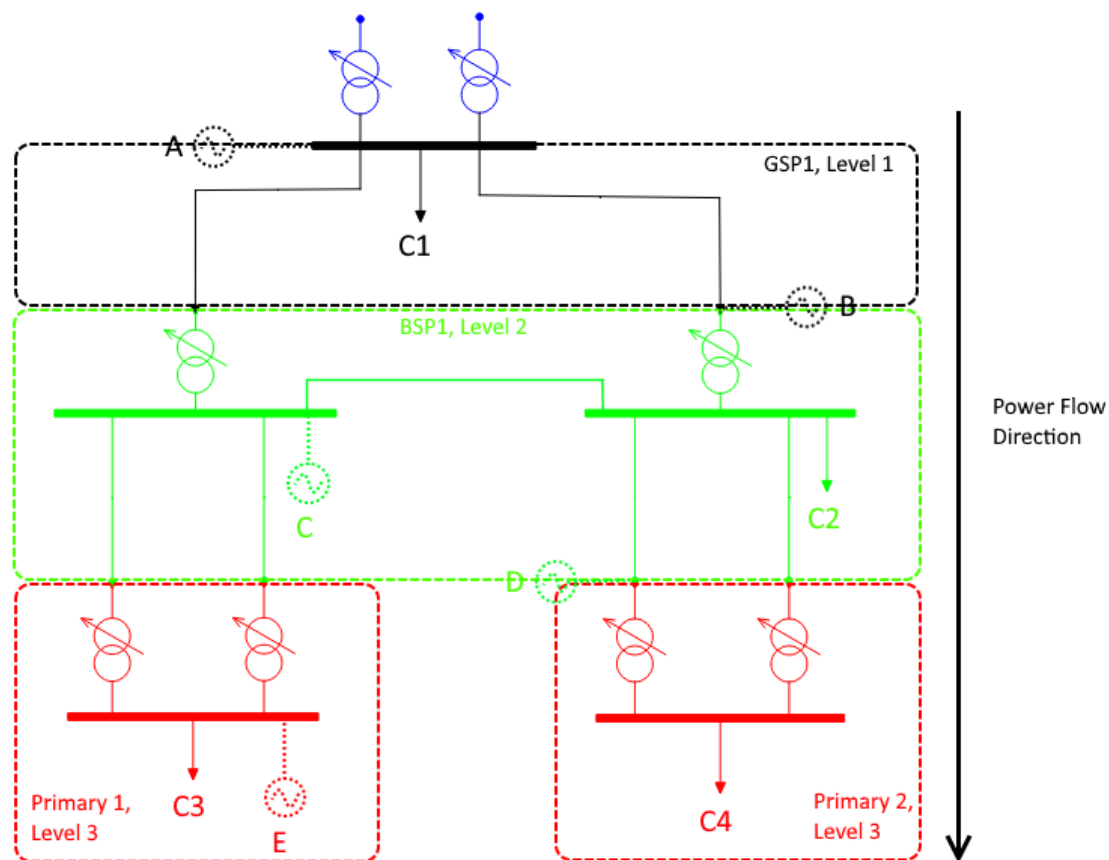 A
GSP1, Level 1
C1
B
BSP1, Level 2
Power Flow
Direction
C
C2
D
Primary 1,
Level 3
C3
E
C4
Primary 2,
Level 3